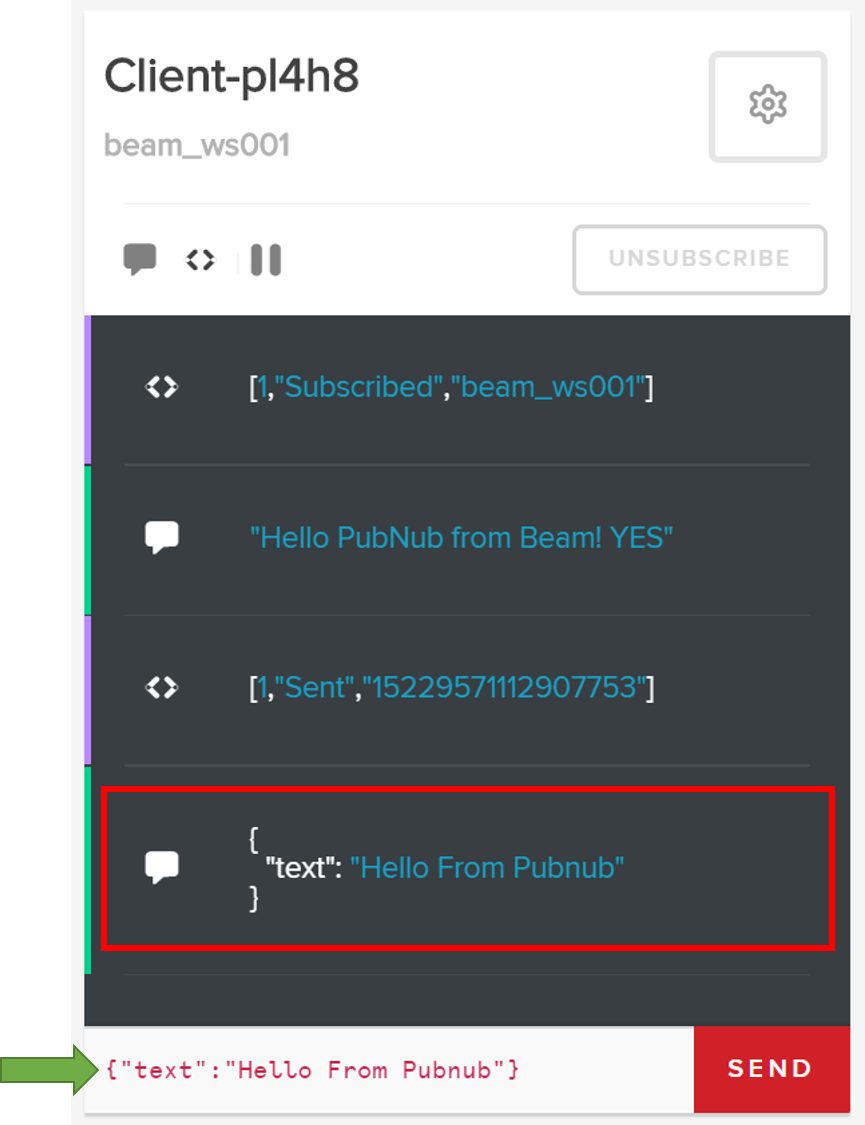 Client-pl4h8
beam_ws001
UNSUBSCRIBE
[1,"Subscribed","beam_ws001"]
"Hello PubNub from Beam! YES"
[1,"Sent","15229571112907753"]
{
"text": "Hello From Pubnub"
}
{"text":"Hello From Pubnub"}
SEND